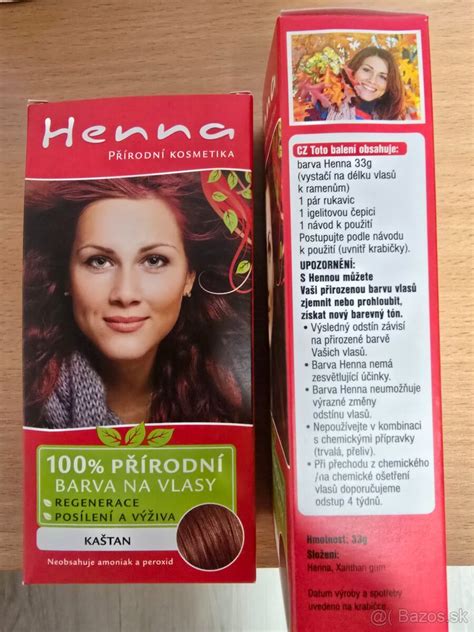 Henna
PŘÍRODNÍ KOSMETIKA
100% PŘÍRODNÍ
BARVA NA VLASY
REGENERACE
POSÍLENÍ A VÝŽIVA
KAŠTAN
Neobsahuje amoniak a peroxid
CZ Toto balení obsahuje:
barva Henna 33g
(vystačí na délku vlasů
k ramenům)
1 pár rukavic
1 igelitovou čepici
1 návod k použití
Postupujte podle návodu
k použití (uvnitř krabičky).
UPOZORNĚNÍ:
S Hennou můžete
Vaši přirozenou barvu vlasů
zjemnit nebo prohloubit,
získat nový barevný tón.
• Výsledný odstín závisí
na přirozené barvě
Vašich vlasů.
• Barva Henna nemá
zesvětlující účinky.
• Barva Henna neumožňuje
výrazné změny
odstínu vlasů.
• Nepoužívejte v kombinaci
s chemickými přípravky
(trvalá, přeliv).
• Při přechodu z chemického
/na chemické ošetření
vlasů doporučujeme
odstup 4 týdnů.
Hmotnost: 33g
Složení:
Henna, Xanthan gum
Datum výroby a spotřeby
uvedeno na krabičce.
@( Bazos.sk